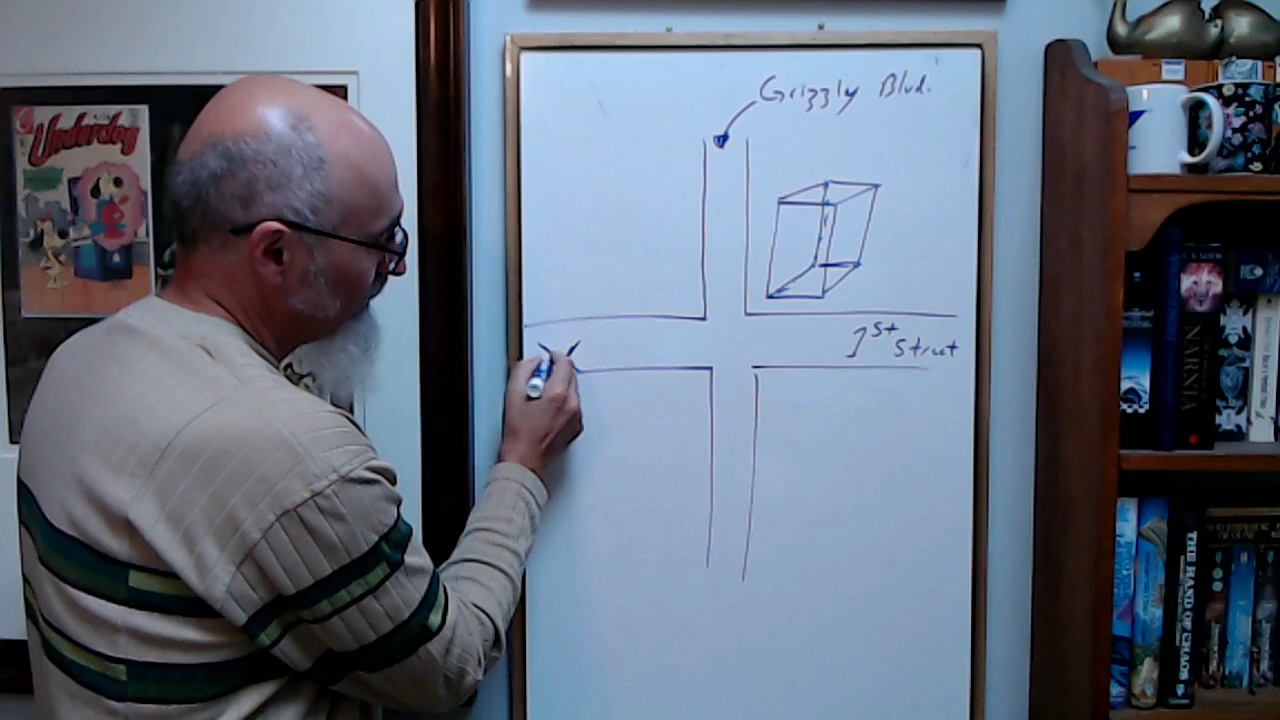 Underdog
Grizzly Blvd.
1st Street
NARNIA
THE HAND OF CHAOS